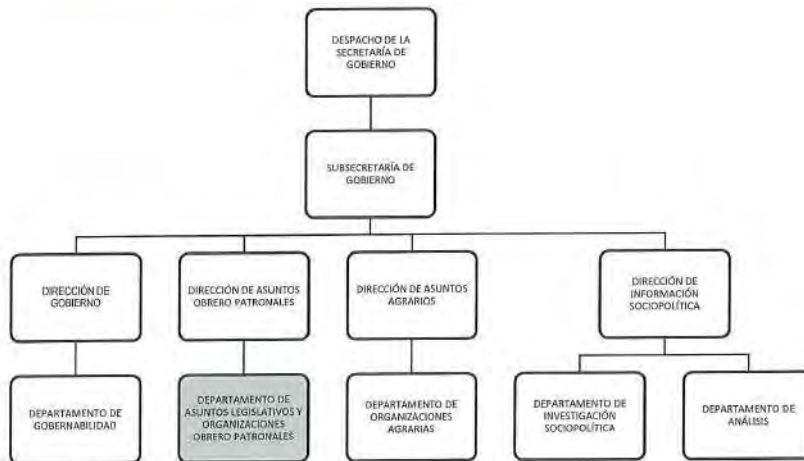 DESPACHO DE LA
SECRETARÍA DE
GOBIERNO
SUBSECRETARÍA DE
GOBIERNO
DIRECCIÓN DE
GOBIERNO
DIRECCIÓN DE ASUNTOS
OBRERO PATRONALES
DIRECCIÓN DE ASUNTOS
AGRARIOS
DIRECCIÓN DE
INFORMACIÓN
SOCIOPOLÍTICA
DEPARTAMENTO DE
GOBERNABILIDAD
DEPARTAMENTO DE
ASUNTOS LEGISLATIVOS Y
ORGANIZACIONES
OBRERO PATRONALES
DEPARTAMENTO DE
ORGANIZACIONES
AGRARIAS
DEPARTAMENTO DE
INVESTIGACIÓN
SOCIOPOLÍTICA
DEPARTAMENTO DE
ANÁLISIS